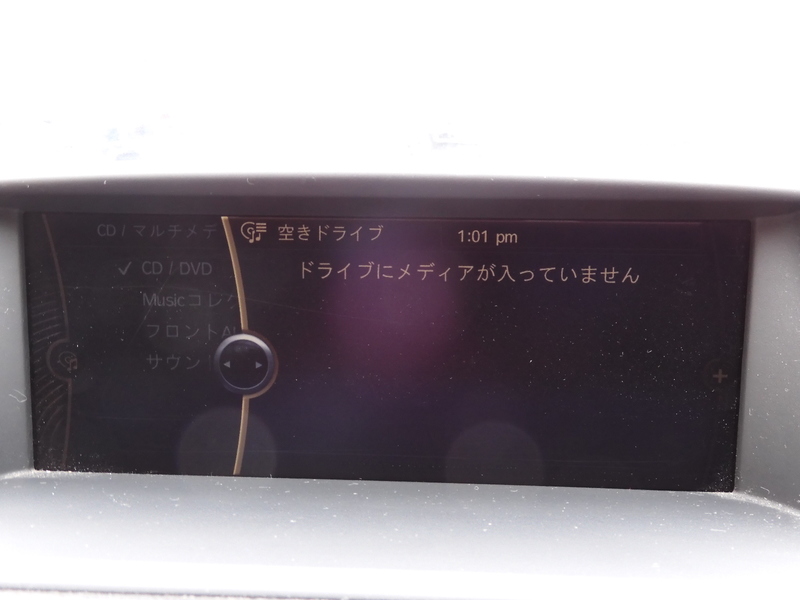 CD / マルチメデ
空きドライブ 1:01 pm
ドライブにメディアが入っていません
CD / DVD
Musicコレ
フロントAU
サウン